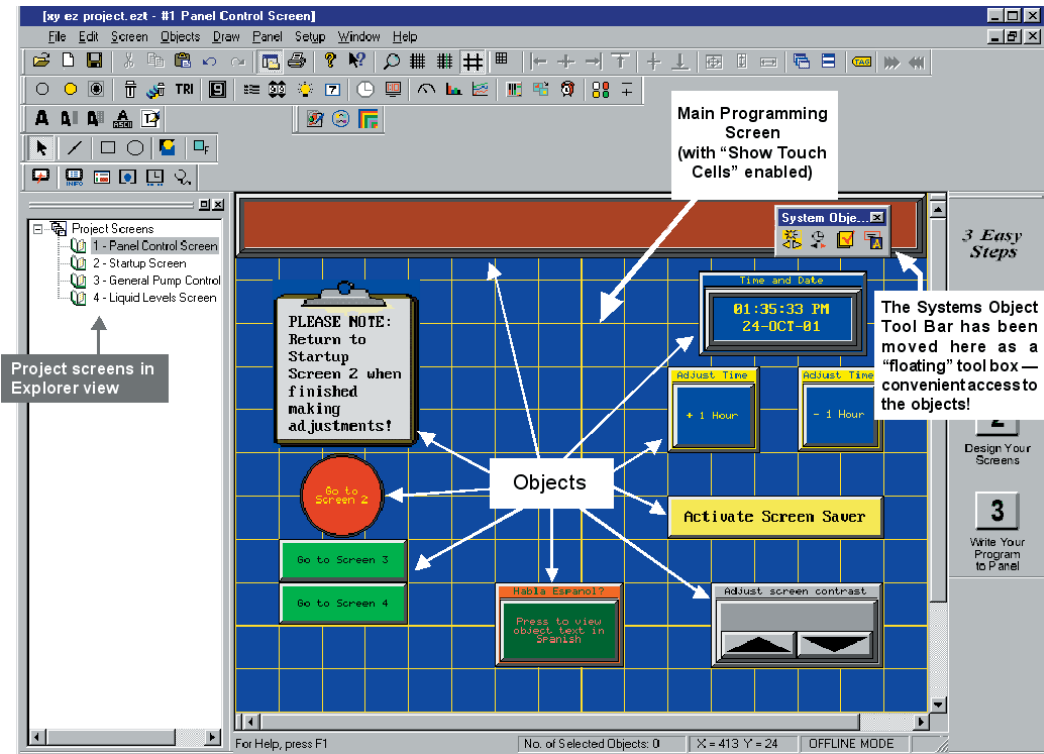 [xy ez project.ezt - #1 Panel Control Screen]
File Edit Screen Objects Draw Panel Setup Window Help
TAG
TRI
7
A A A A ASCII
INFO
F
Main Programming
Screen
(with “Show Touch
Cells” enabled)
Project Screens
1 - Panel Control Screen
2 - Startup Screen
3 - General Pump Control
4 - Liquid Levels Screen
Project screens in
Explorer view
System Obje...
3 Easy
Steps
The Systems Object
Tool Bar has been
moved here as a
“floating” tool box —
convenient access to
the objects!
2
Design Your
Screens
3
Write Your
Program
to Panel
PLEASE NOTE:
Return to
Startup
Screen 2 when
finished
making
adjustments!
Time and Date
01:35:33 PM
24-OCT-01
Adjust Time
+ 1 Hour
Adjust Time
- 1 Hour
Objects
Go to
Screen 2
Activate Screen Saver
Go to Screen 3
Go to Screen 4
Habla Espanol?
Press to view
object text in
Spanish
Adjust screen contrast
For Help, press F1
No. of Selected Objects: 0
X = 413 Y = 24
OFFLINE MODE